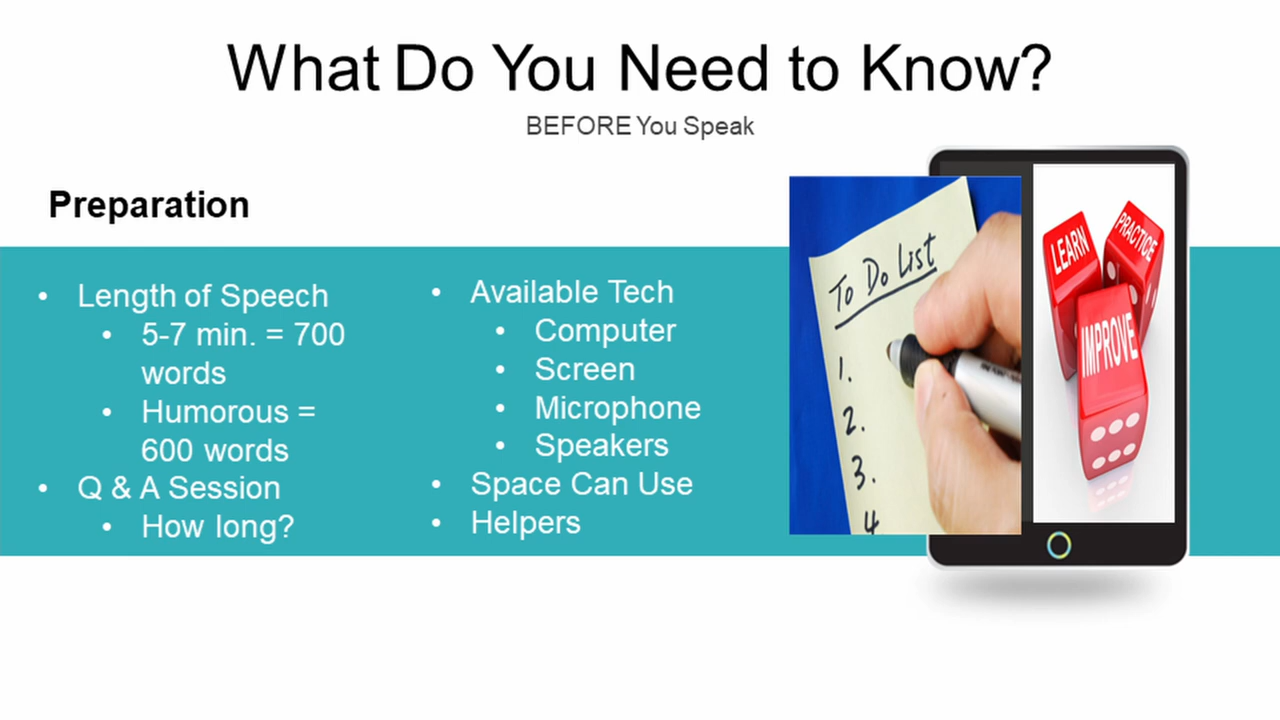 What Do You Need to Know?
BEFORE You Speak
Preparation
• Length of Speech
• 5-7 min. = 700
words
• Humorous =
600 words
• Q & A Session
• How long?
• Available Tech
• Computer
• Screen
• Microphone
• Speakers
• Space Can Use
• Helpers
To Do List
1.
2.
3.
4
LEARN
PRACTICE
IMPROVE